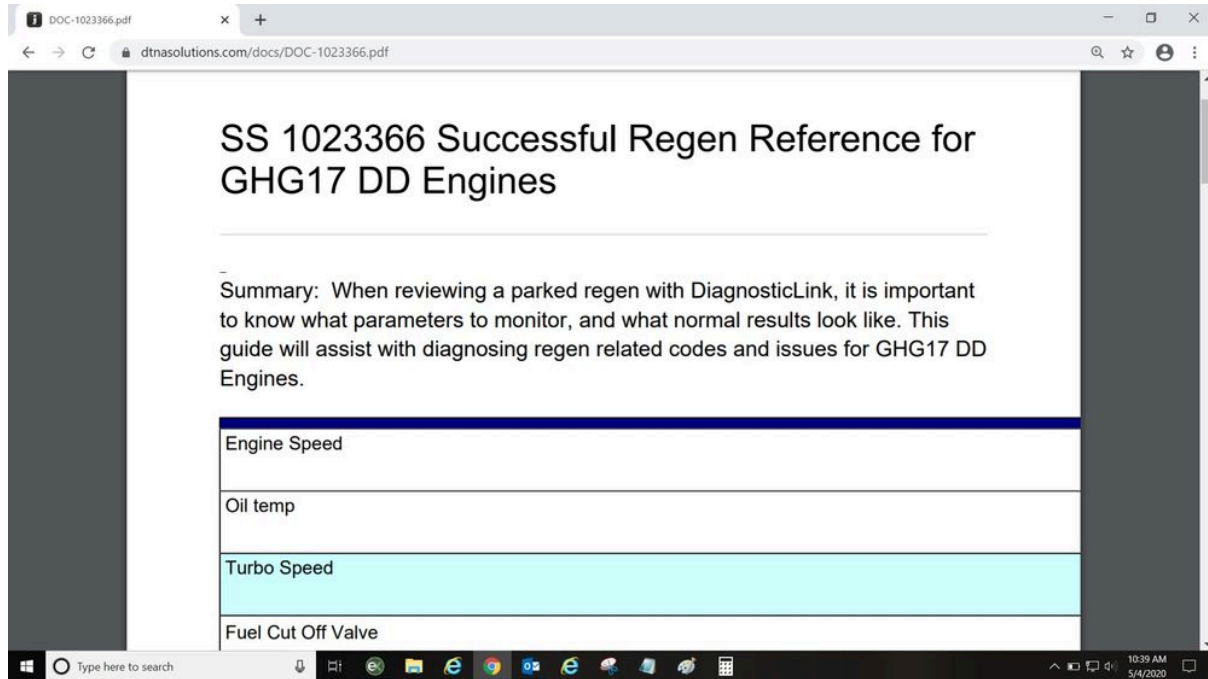 DOC-1023366.pdf
dtnasolutions.com/docs/DOC-1023366.pdf
SS 1023366 Successful Regen Reference for
GHG17 DD Engines
Summary: When reviewing a parked regen with DiagnosticLink, it is important
to know what parameters to monitor, and what normal results look like. This
guide will assist with diagnosing regen related codes and issues for GHG17 DD
Engines.
Engine Speed
Oil temp
Turbo Speed
Fuel Cut Off Valve
Type here to search
10:39 AM
5/4/2020